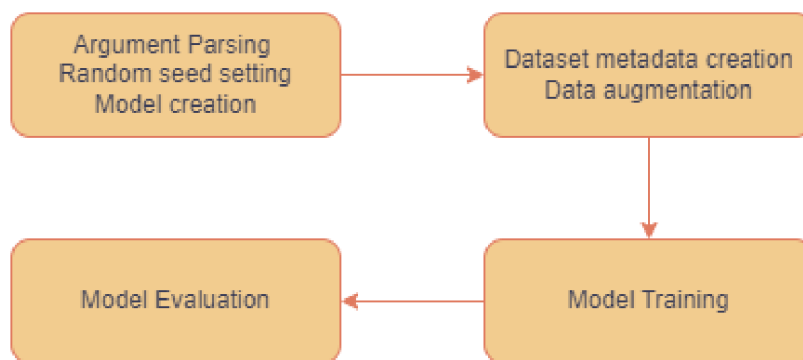 Argument Parsing
Random seed setting
Model creation
Dataset metadata creation
Data augmentation
Model Training
Model Evaluation